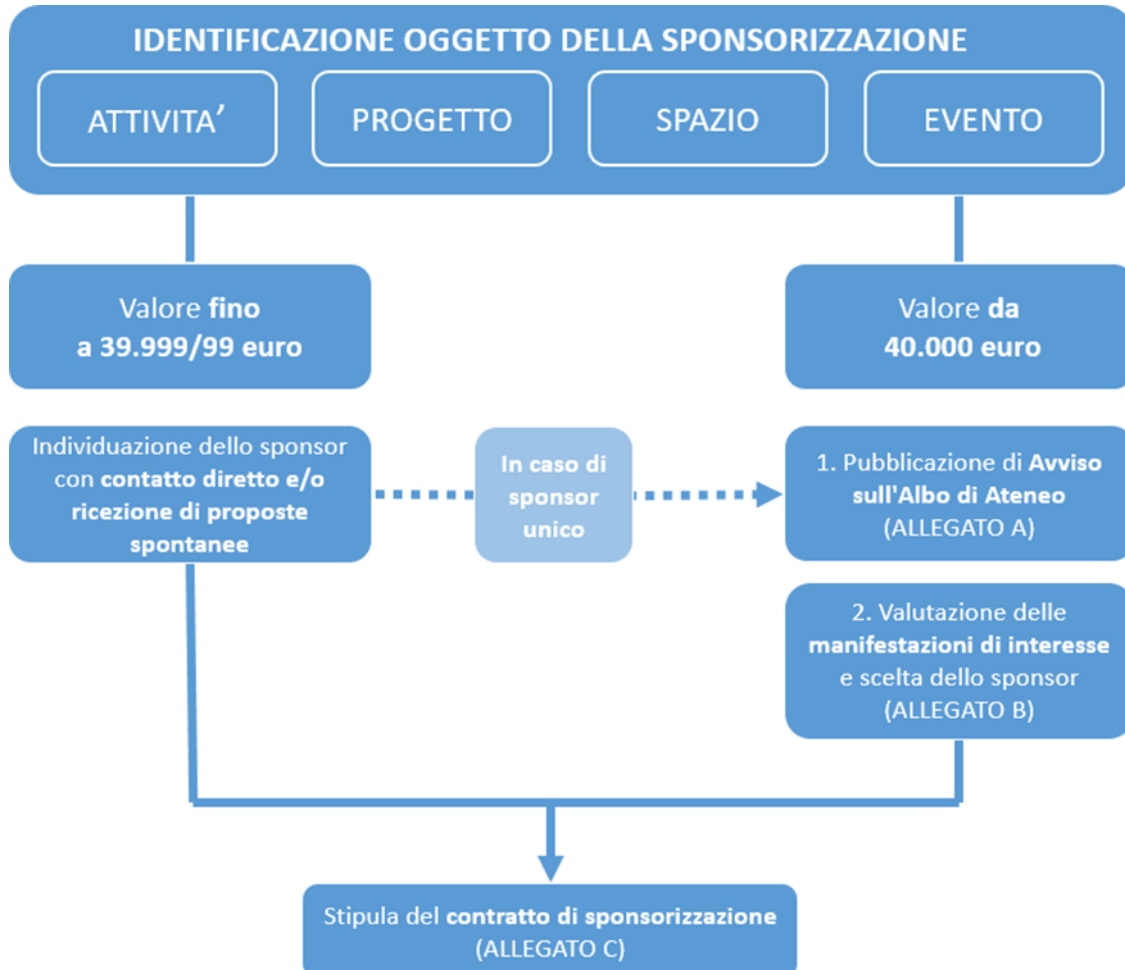 IDENTIFICAZIONE OGGETTO DELLA SPONSORIZZAZIONE
ATTIVITA’
PROGETTO
SPAZIO
EVENTO
Valore fino
a 39.999/99 euro
Valore da
40.000 euro
Individuazione dello sponsor
con contatto diretto e/o
ricezione di proposte
spontanee
In caso di
sponsor
unico
1. Pubblicazione di Avviso
sull'Albo di Ateneo
(ALLEGATO A)
2. Valutazione delle
manifestazioni di interesse
e scelta dello sponsor
(ALLEGATO B)
Stipula del contratto di sponsorizzazione
(ALLEGATO C)